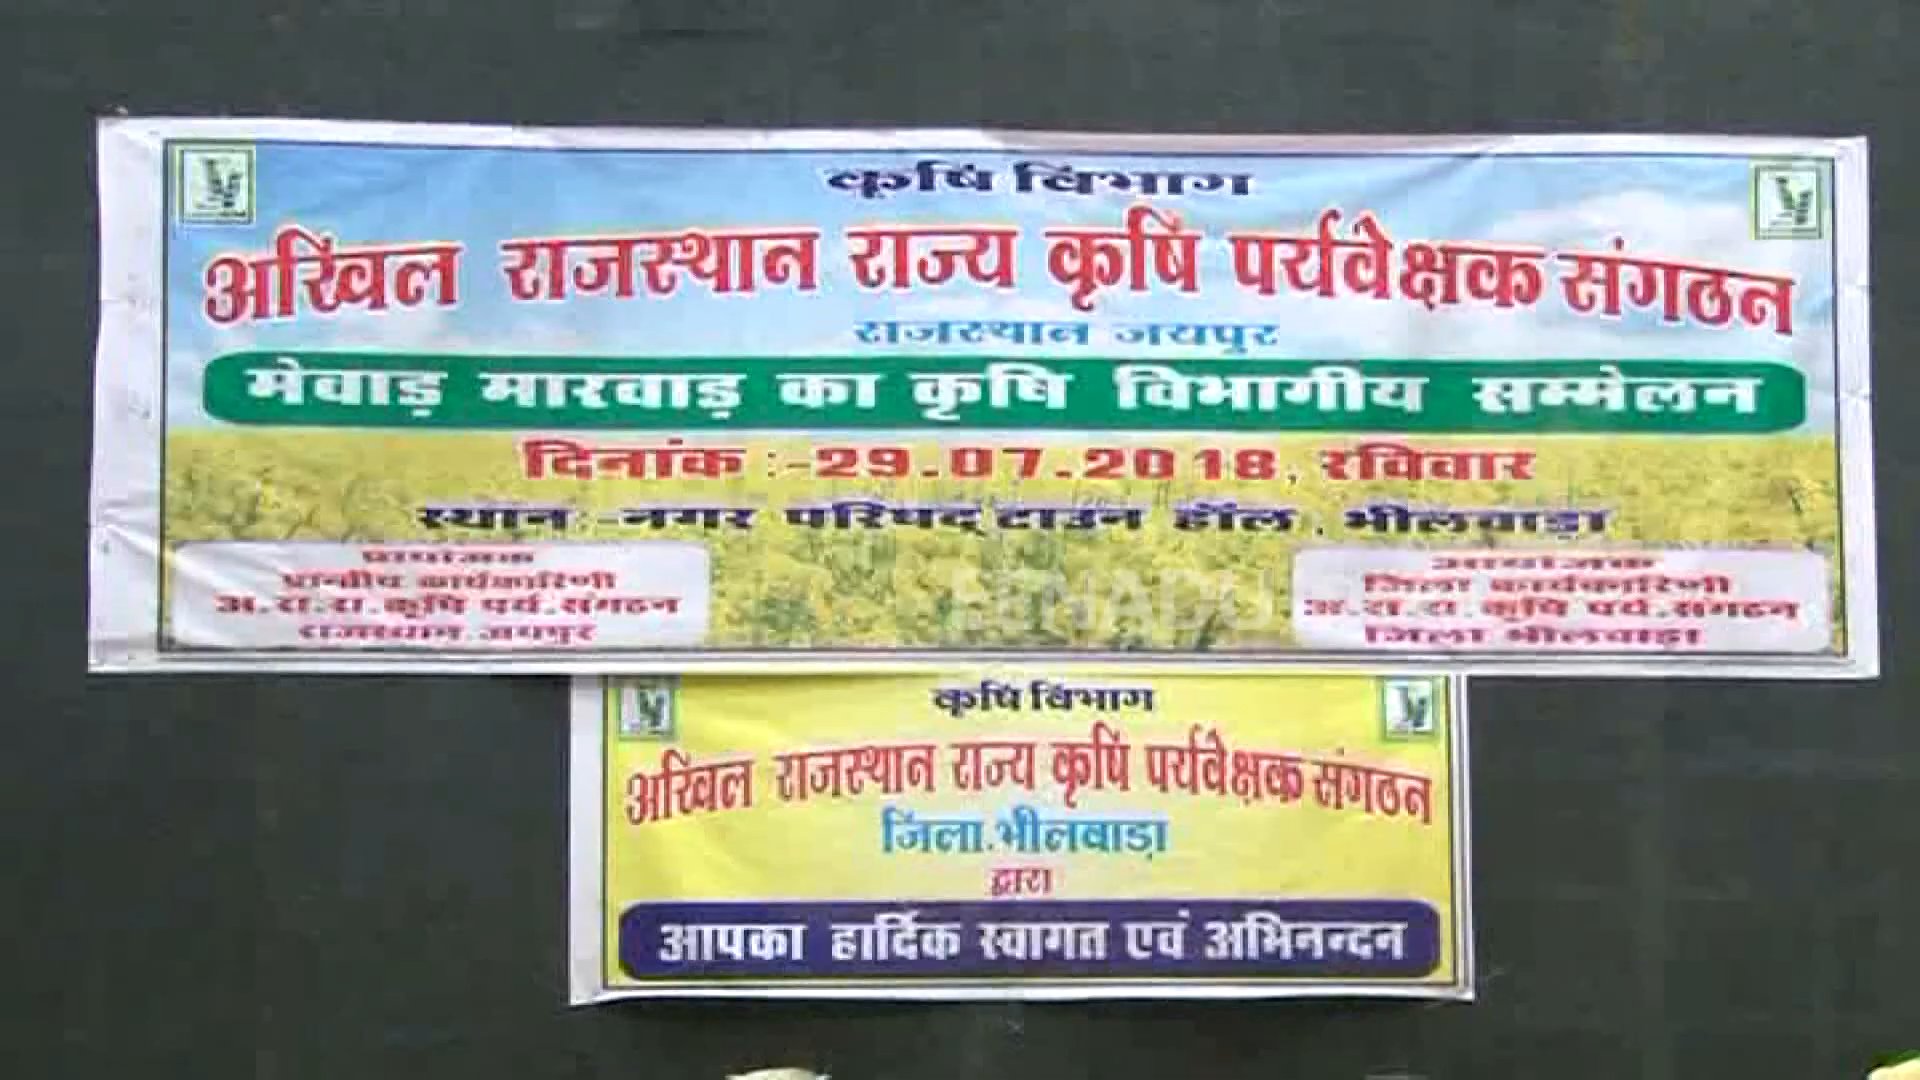 कृषि विभाग
अखिल राजस्थान राज्य कृषि पर्यवेक्षक संगठन
राजस्थान जयपुर
मेवाड़ मारवाड़ का कृषि विभागीय सम्मेलन
दिनांक :-29.07.2018, रविवार
स्थान :- नगर परिषद् टाउन हॉल , भीलवाड़ा
प्रायोजक
प्रान्तीय कार्यकारिणी
अ.रा.रा.कृषि पर्य.संगठन
राजस्थान, जयपुर
आयोजक
जिला कार्यकारिणी
अ.रा.रा.कृषि पर्य.संगठन
जिला भीलवाड़ा
कृषि विभाग
अखिल राजस्थान राज्य कृषि पर्यवेक्षक संगठन
जिला.भीलवाड़ा
द्वारा
आपका हार्दिक स्वागत एवं अभिनन्दन